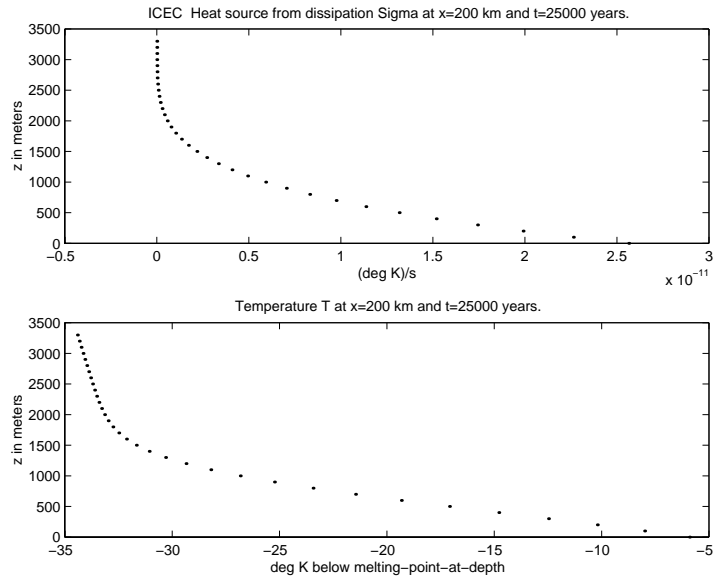 ICEC Heat source from dissipation Sigma at x=200 km and t=25000 years.
3500
3000
2500
2000
1500
1000
500
0
z in meters
−0.5 0 0.5 1 1.5 2 2.5 3
x 10⁻¹¹
(deg K)/s
Temperature T at x=200 km and t=25000 years.
3500
3000
2500
2000
1500
1000
500
0
z in meters
−35 −30 −25 −20 −15 −10 −5
deg K below melting−point−at−depth